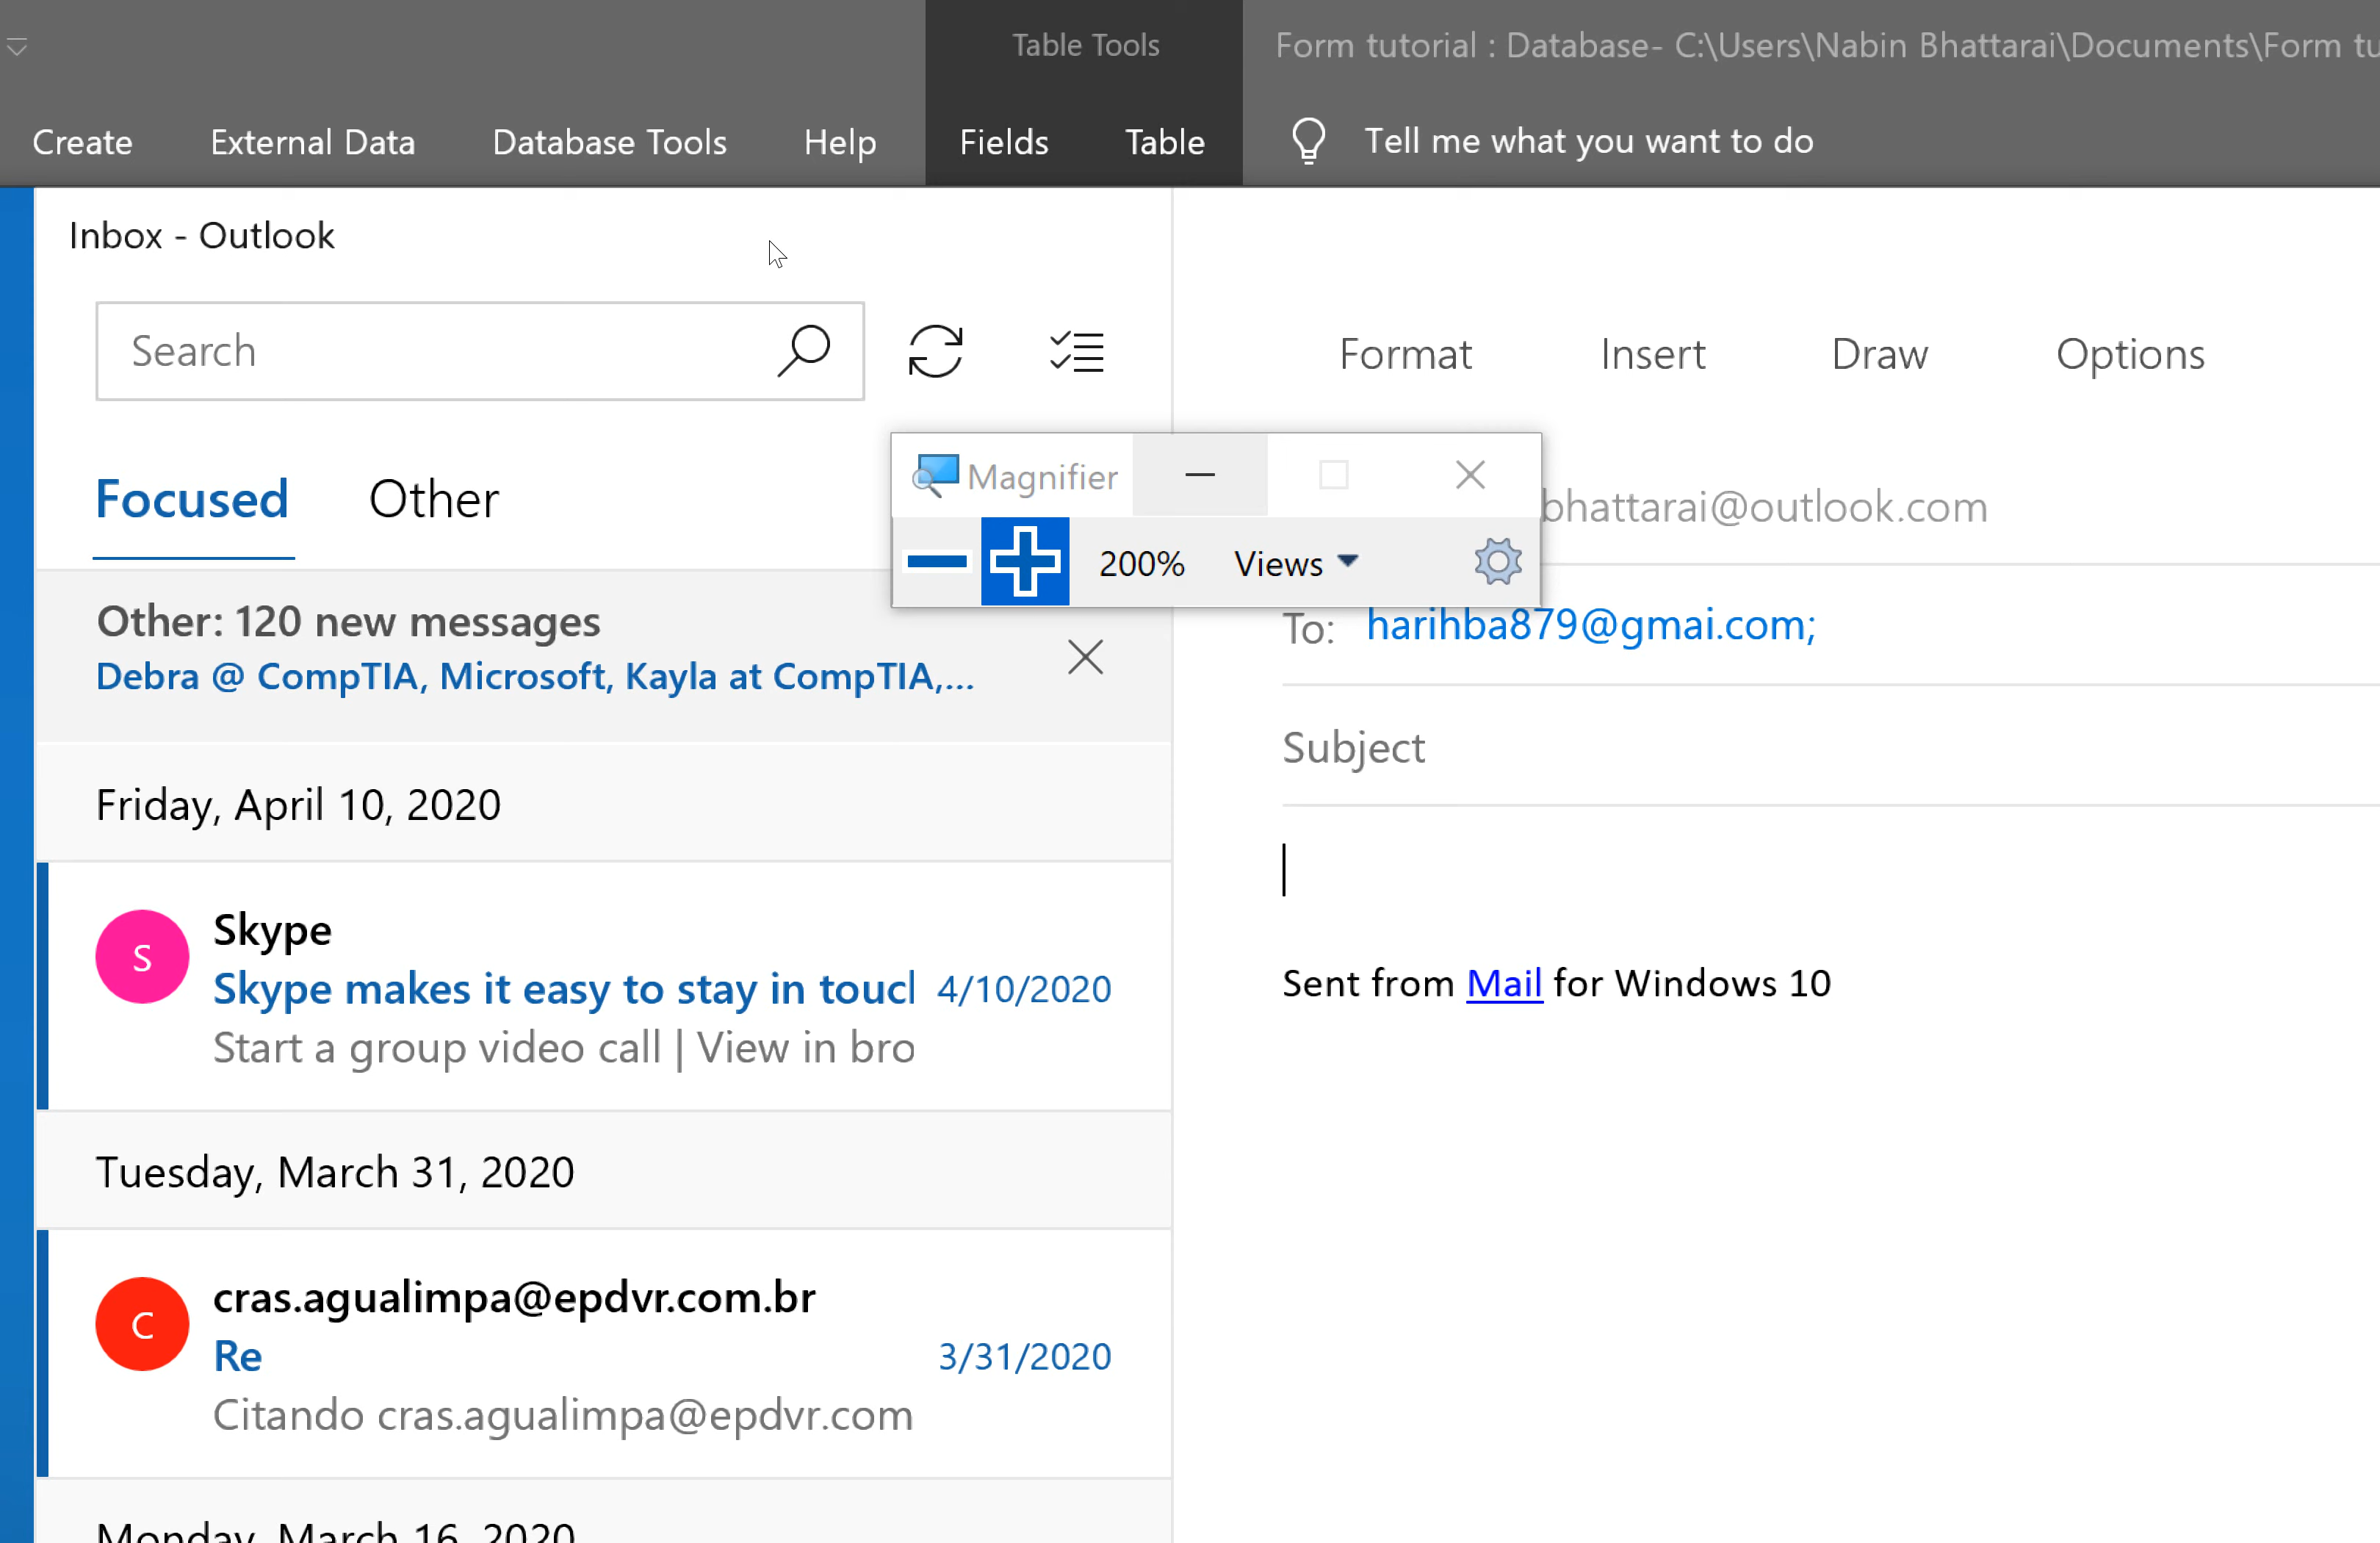 Table Tools
Form tutorial : Database- C:\Users\Nabin Bhattarai\Documents\Form tu
Create External Data Database Tools Help Fields Table Tell me what you want to do
Inbox - Outlook
Search
Format Insert Draw Options
Focused Other
Magnifier
200% Views
bhattarai@outlook.com
Other: 120 new messages
Debra @ CompTIA, Microsoft, Kayla at CompTIA,...
To: harihba879@gmai.com;
Subject
Friday, April 10, 2020
S
Skype
Skype makes it easy to stay in touch 4/10/2020
Start a group video call | View in bro
Sent from Mail for Windows 10
Tuesday, March 31, 2020
C
cras.agualimpa@epdvr.com.br
Re 3/31/2020
Citando cras.agualimpa@epdvr.com
Monday, March 16, 2020